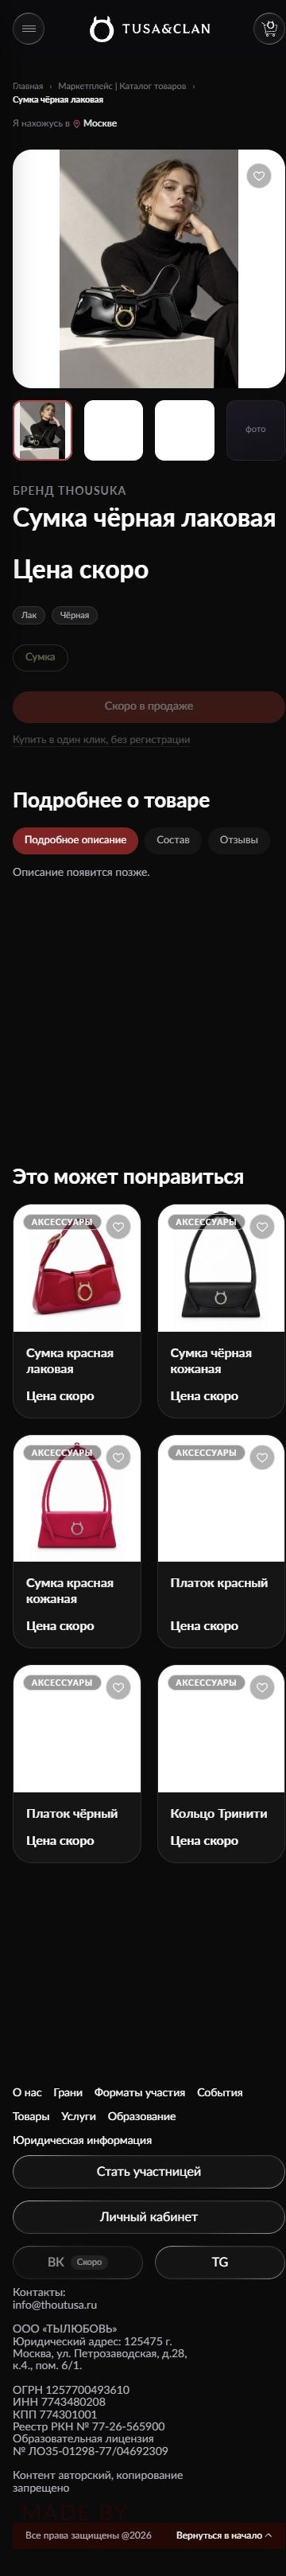 TUSA&CLAN
0
Главная › Маркетплейс | Каталог товаров ›
Сумка чёрная лаковая
Я нахожусь в Москве
фото
БРЕНД THOUSUKA
Сумка чёрная лаковая
Цена скоро
Лак Чёрная
Сумка
Скоро в продаже
Купить в один клик, без регистрации
Подробнее о товаре
Подробное описание Состав Отзывы
Описание появится позже.
Это может понравиться
АКСЕССУАРЫ
Сумка красная
лаковая
Цена скоро
АКСЕССУАРЫ
Сумка чёрная
кожаная
Цена скоро
АКСЕССУАРЫ
Сумка красная
кожаная
Цена скоро
АКСЕССУАРЫ
Платок красный
Цена скоро
АКСЕССУАРЫ
Платок чёрный
Цена скоро
АКСЕССУАРЫ
Кольцо Тринити
Цена скоро
О нас Грани Форматы участия События
Товары Услуги Образование
Юридическая информация
Стать участницей
Личный кабинет
ВК Скоро
TG
Контакты:
info@thoutusa.ru
ООО «ТЫЛЮБОВЬ»
Юридический адрес: 125475 г.
Москва, ул. Петрозаводская, д.28,
к.4., пом. 6/1.
ОГРН 1257700493610
ИНН 7743480208
КПП 774301001
Реестр РКН № 77-26-565900
Образовательная лицензия
№ ЛО35-01298-77/04692309
Контент авторский, копирование
запрещено
MADE BY
Все права защищены @2026 Вернуться в начало